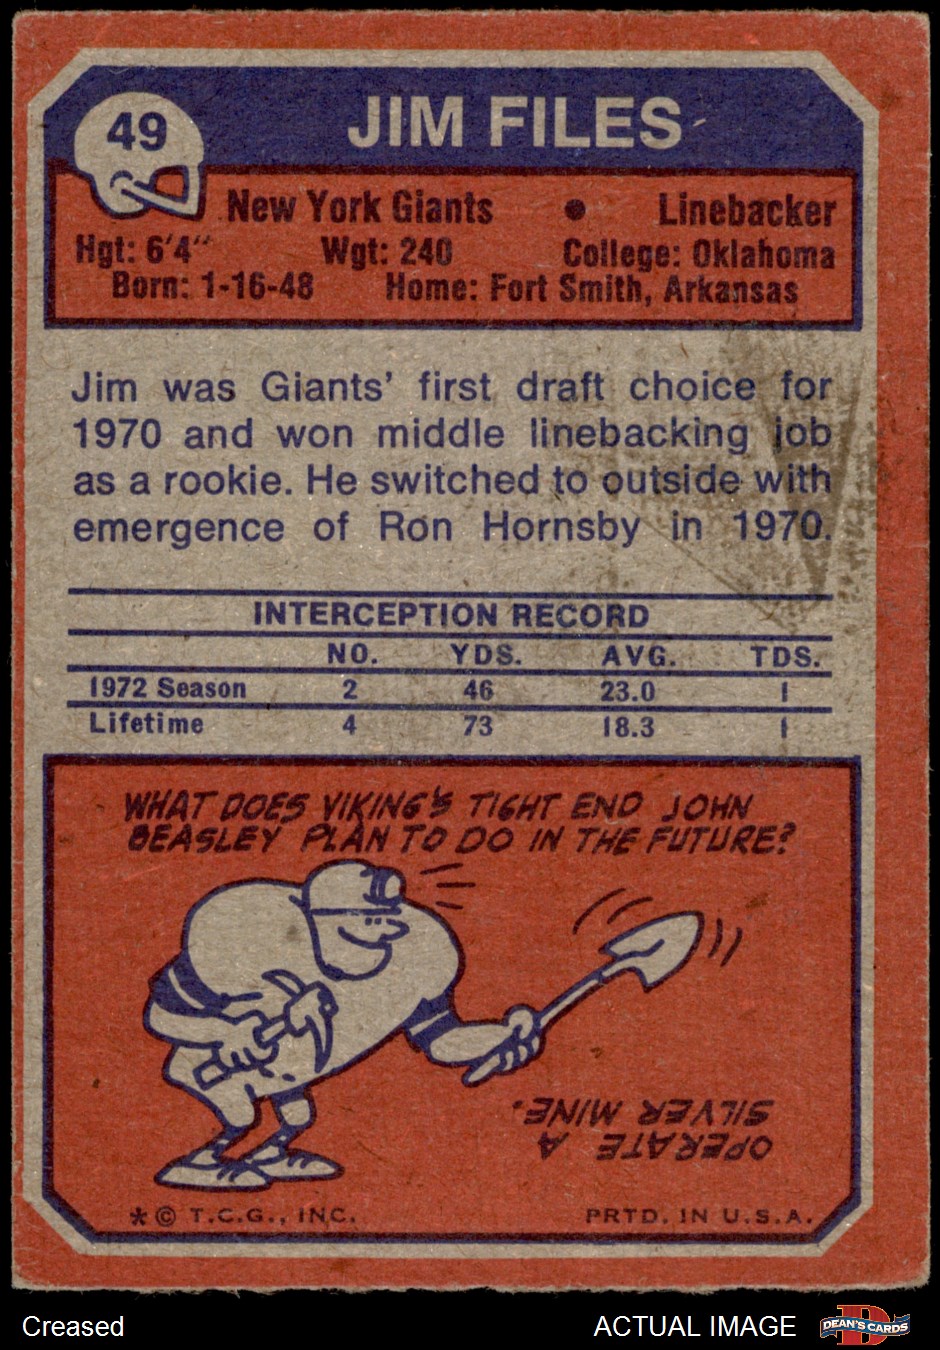 49
JIM FILES
New York Giants • Linebacker
Hgt: 6'4" Wgt: 240 College: Oklahoma
Born: 1-16-48 Home: Fort Smith, Arkansas
Jim was Giants' first draft choice for
1970 and won middle linebacking job
as a rookie. He switched to outside with
emergence of Ron Hornsby in 1970.
INTERCEPTION RECORD
NO. YDS. AVG. TDS.
1972 Season 2 46 23.0 1
Lifetime 4 73 18.3 1
WHAT DOES VIKING'S TIGHT END JOHN
BEASLEY PLAN TO DO IN THE FUTURE?
OPERATE A
SILVER MINE.
* © T.C.G., INC. PRTD. IN U.S.A.
Creased
ACTUAL IMAGE
D
DEAN'S CARDS